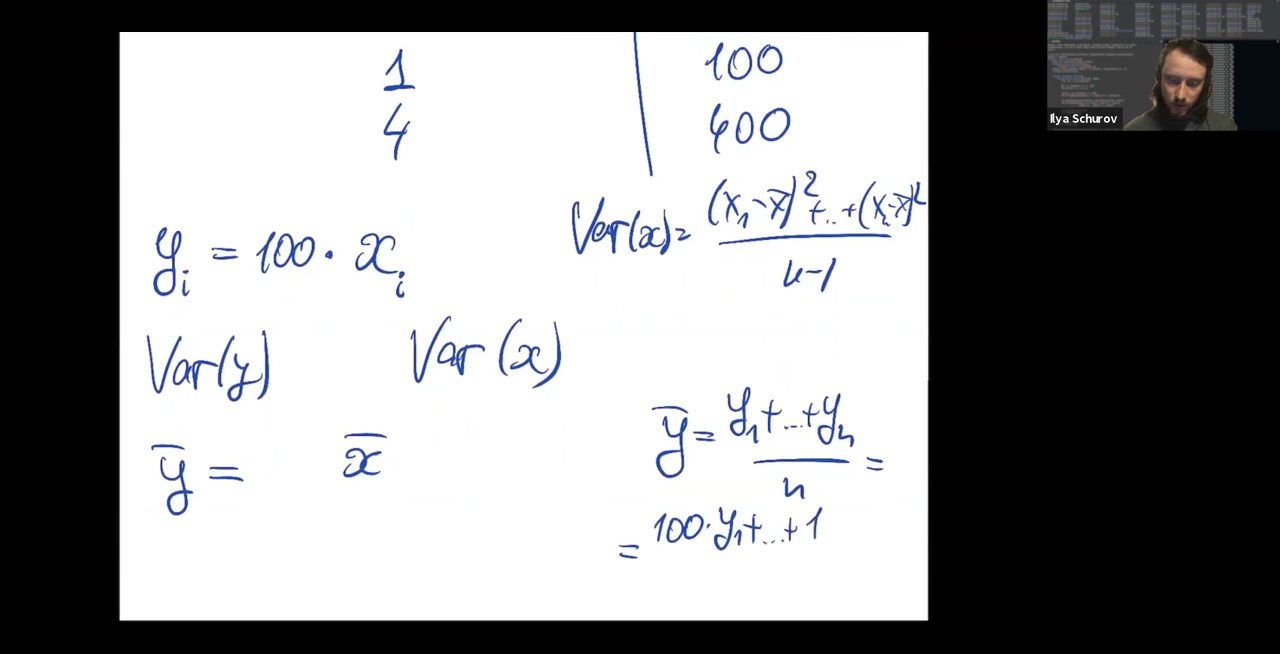 1 100
4 400
Var(x) = (x₁-x̄)²+...+(xₙ-x̄)² / n-1
yᵢ = 100 · xᵢ
Var(y) Var(x)
ȳ = x̄
ȳ = y₁+...+yₙ / n =
= 100·y₁+...+1
Ilya Schurov